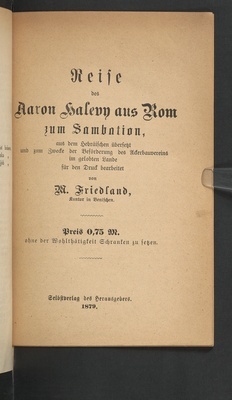 Reise
des
Aaron Halevy aus Rom
zum Sambation,
aus dem Hebräischen übersetzt
und zum Zwecke der Beförderung des Ackerbauvereins
im gelobten Lande
für den Druck bearbeitet
von
M. Friedland,
Kantor in Bentschen.
Preis 0,75 M.
ohne der Wohlthätigkeit Schranken zu setzen.
Selbstverlag des Herausgebers.
1879.